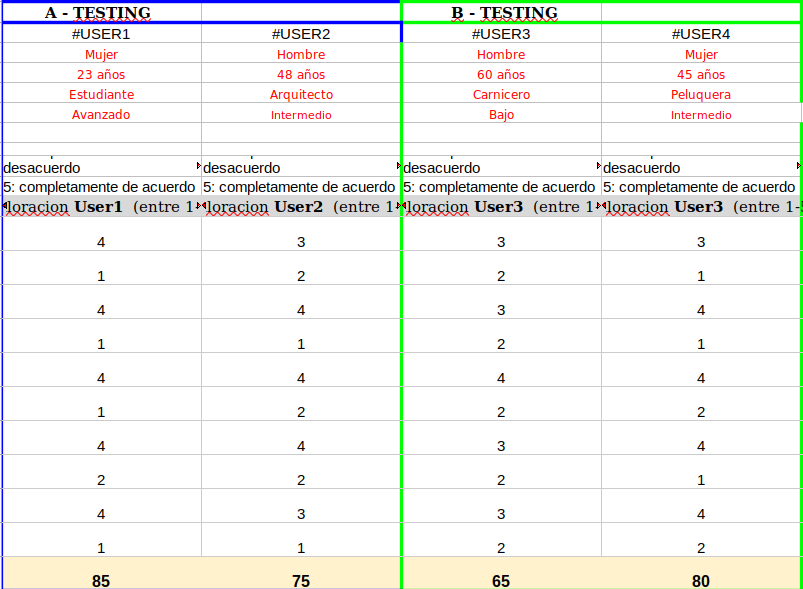 A - TESTING B - TESTING
#USER1 #USER2 #USER3 #USER4
Mujer Hombre Hombre Mujer
23 años 48 años 60 años 45 años
Estudiante Arquitecto Carnicero Peluquera
Avanzado Intermedio Bajo Intermedio
desacuerdo desacuerdo desacuerdo desacuerdo
5: completamente de acuerdo 5: completamente de acuerdo 5: completamente de acuerdo 5: completamente de acuerdo
loracion User1 (entre 1- loracion User2 (entre 1- loracion User3 (entre 1- loracion User3 (entre 1-5
4 3 3 3
1 2 2 1
4 4 3 4
1 1 2 1
4 4 4 4
1 2 2 2
4 4 3 4
2 2 2 1
4 3 3 4
1 1 2 2
85 75 65 80